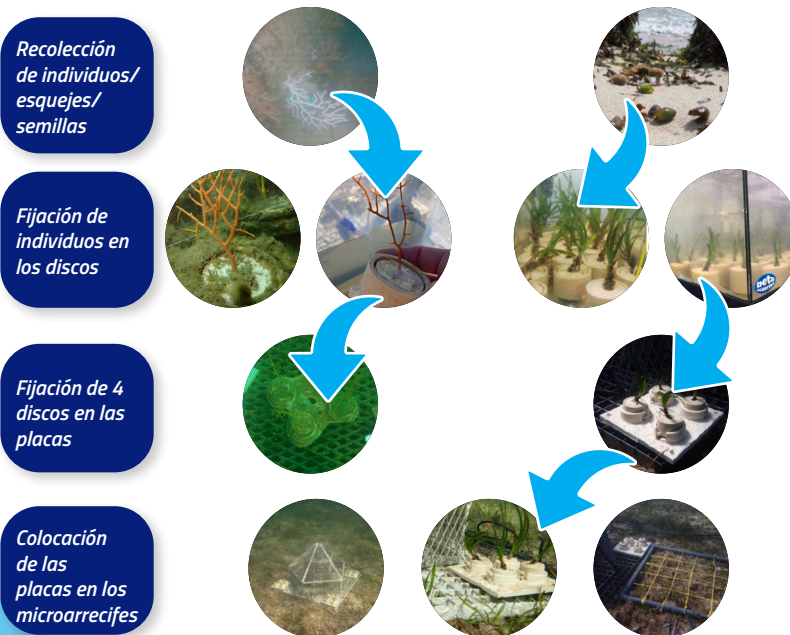 Recolección
de individuos/
esquejes/
semillas
Fijación de
individuos en
los discos
beta
Fijación de 4
discos en las
placas
Colocación
de las
placas en los
microarrecifes